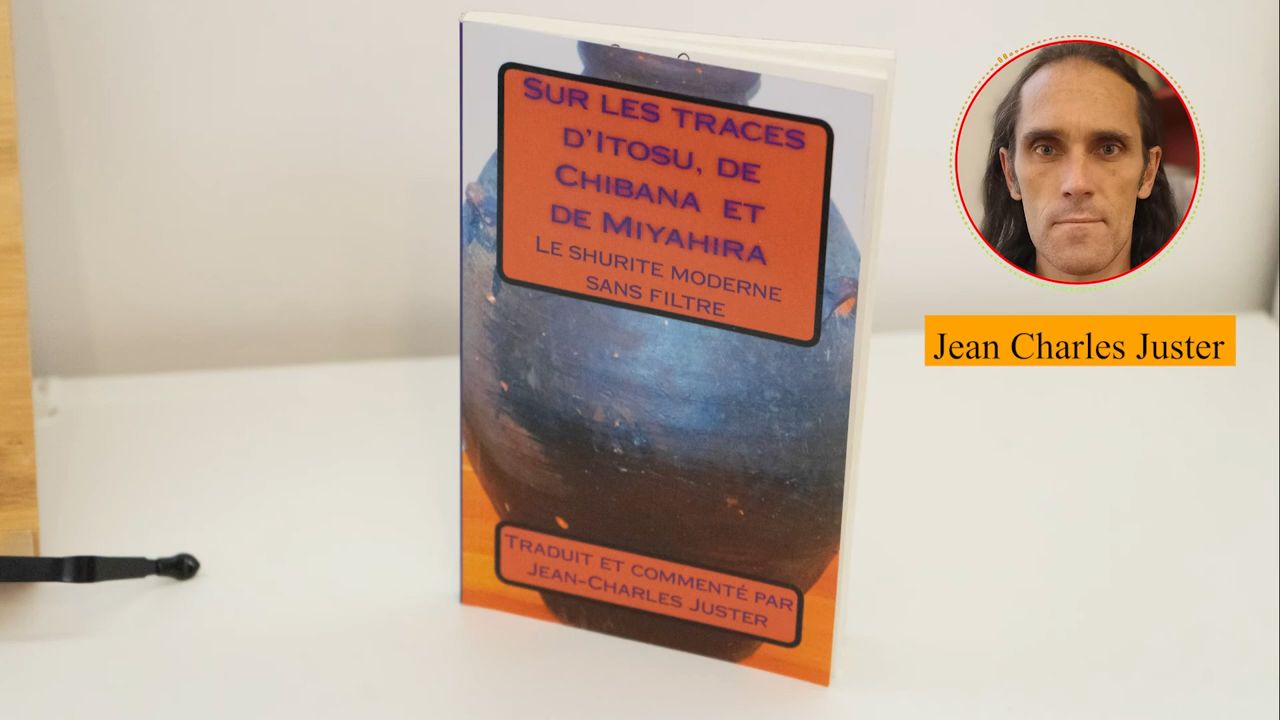 SUR LES TRACES
D'ITOSU, DE
CHIBANA ET
DE MIYAHIRA
LE SHURITE MODERNE
SANS FILTRE
TRADUIT ET COMMENTÉ PAR
JEAN-CHARLES JUSTER
Jean Charles Juster